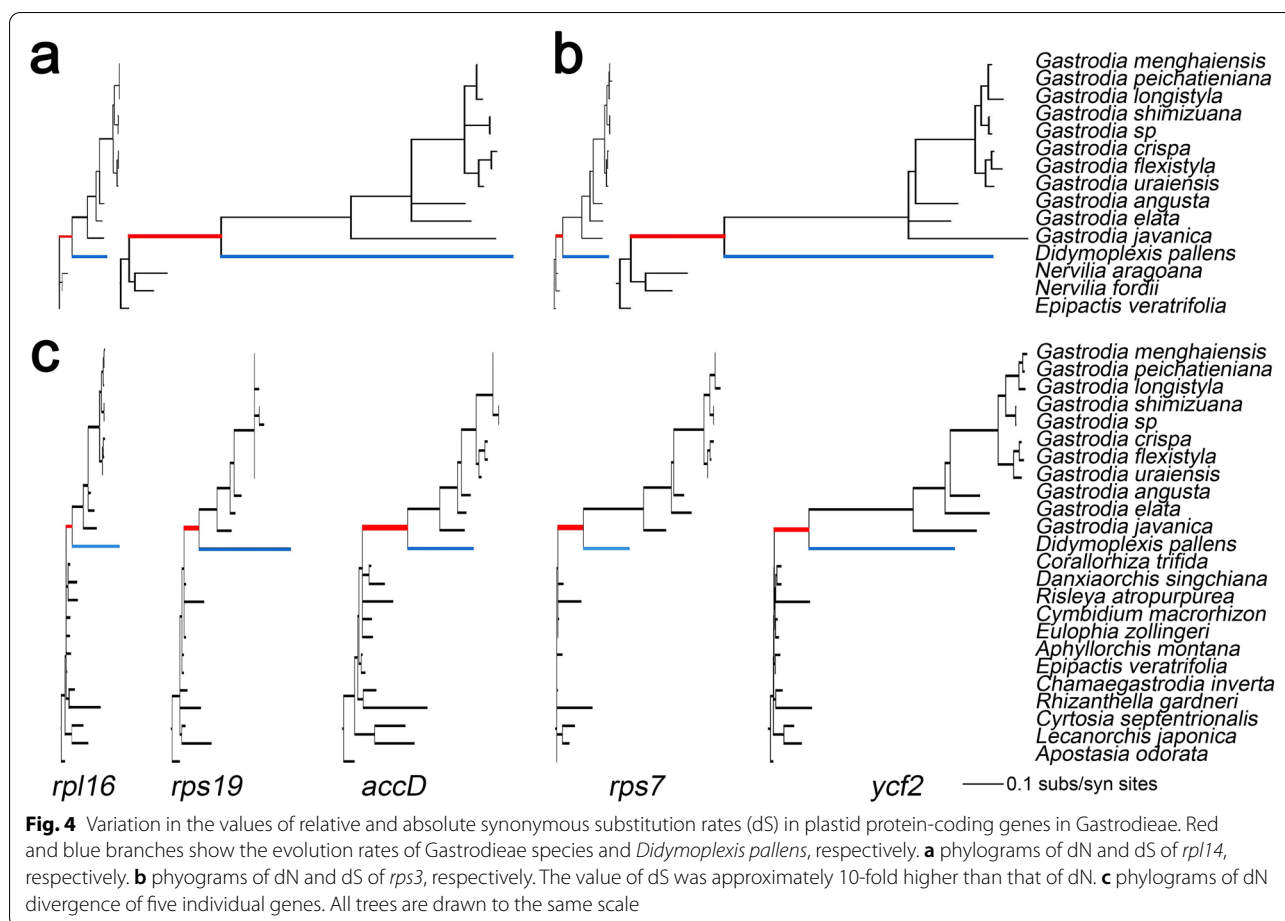 a
b
Gastrodia menghaiensis
Gastrodia peichatieniana
Gastrodia longistyla
Gastrodia shimizuana
Gastrodia sp
Gastrodia crispa
Gastrodia flexistyla
Gastrodia uraiensis
Gastrodia angusta
Gastrodia elata
Gastrodia javanica
Didymoplexis pallens
Nervilia aragoana
Nervilia fordii
Epipactis veratrifolia
c
Gastrodia menghaiensis
Gastrodia peichatieniana
Gastrodia longistyla
Gastrodia shimizuana
Gastrodia sp
Gastrodia crispa
Gastrodia flexistyla
Gastrodia uraiensis
Gastrodia angusta
Gastrodia elata
Gastrodia javanica
Didymoplexis pallens
Corallorhiza trifida
Danxiaorchis singchiana
Risleya atropurpurea
Cymbidium macrorhizon
Eulophia zollingeri
Aphyllorchis montana
Epipactis veratrifolia
Chamaegastrodia inverta
Rhizanthella gardneri
Cyrtosia septentrionalis
Lecanorchis japonica
Apostasia odorata
rpl16 rps19 accD rps7 ycf2 0.1 subs/syn sites
Fig. 4 Variation in the values of relative and absolute synonymous substitution rates (dS) in plastid protein-coding genes in Gastrodieae. Red
and blue branches show the evolution rates of Gastrodieae species and Didymoplexis pallens, respectively. a phylograms of dN and dS of rpl14,
respectively. b phyograms of dN and dS of rps3, respectively. The value of dS was approximately 10-fold higher than that of dN. c phylograms of dN
divergence of five individual genes. All trees are drawn to the same scale